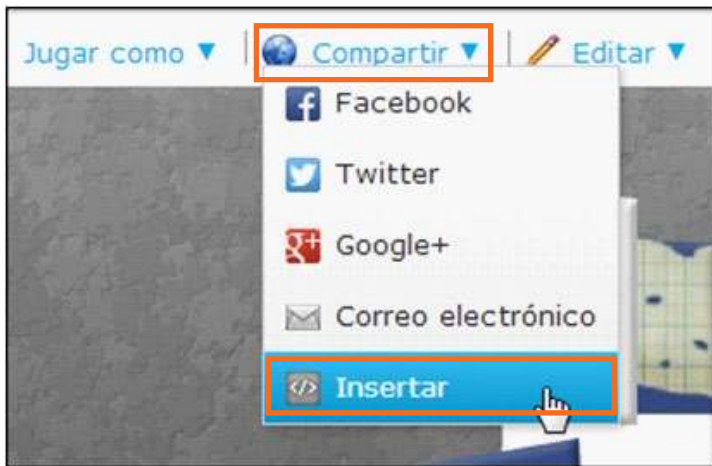 Jugar como ▼ | Compartir ▼ | Editar ▼
Facebook
Twitter
Google+
Correo electrónico
Insertar